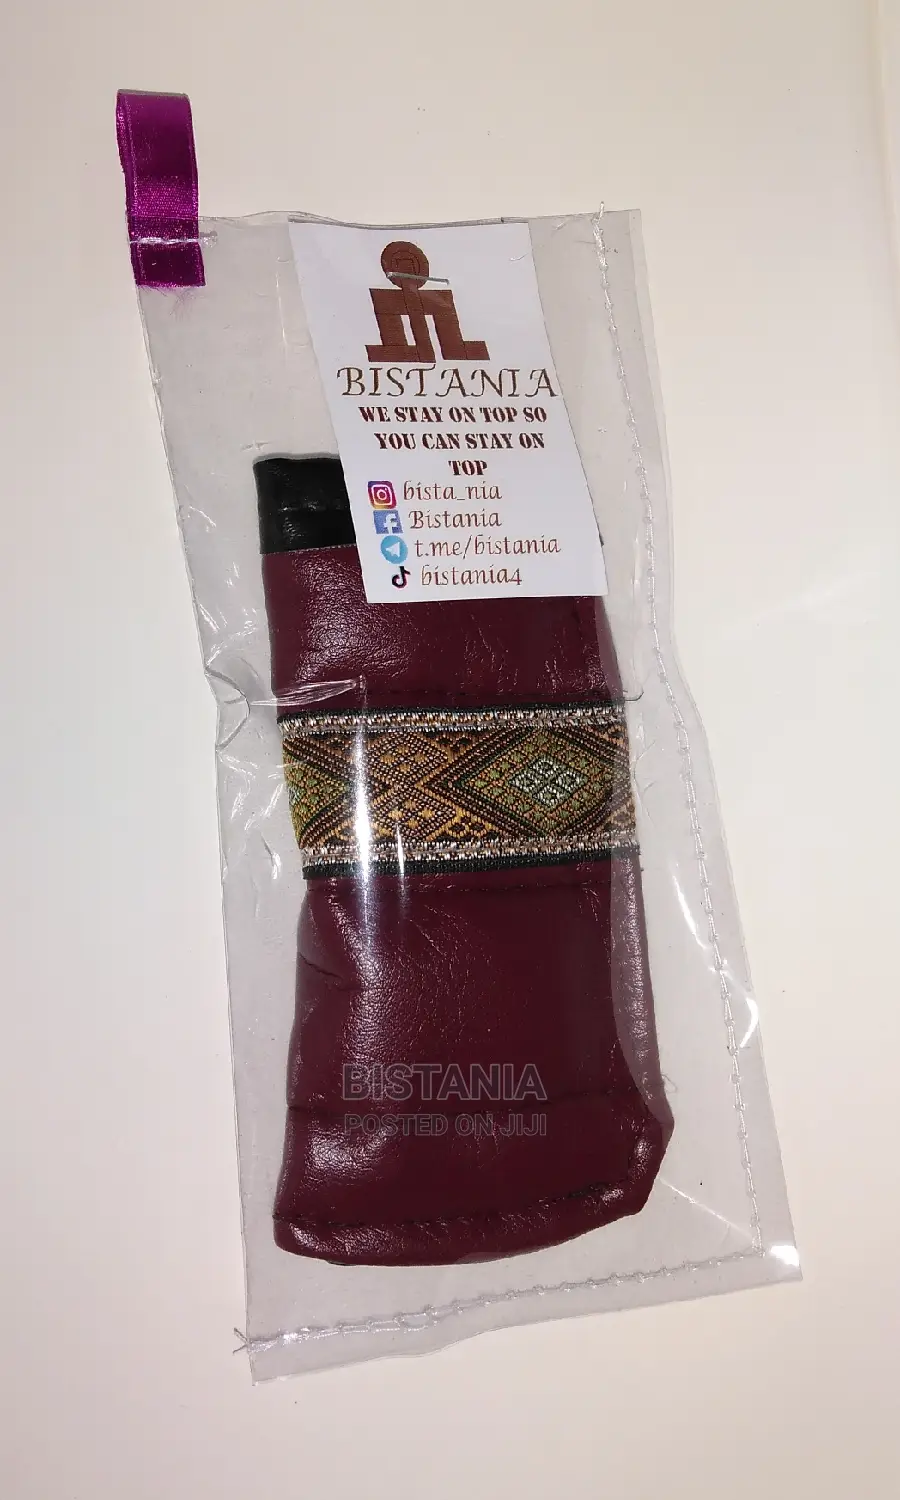 BISTANIA
WE STAY ON TOP SO
YOU CAN STAY ON
TOP
bista_nia
Bistania
t.me/bistania
bistania4
BISTANIA
POSTED ON JIJI